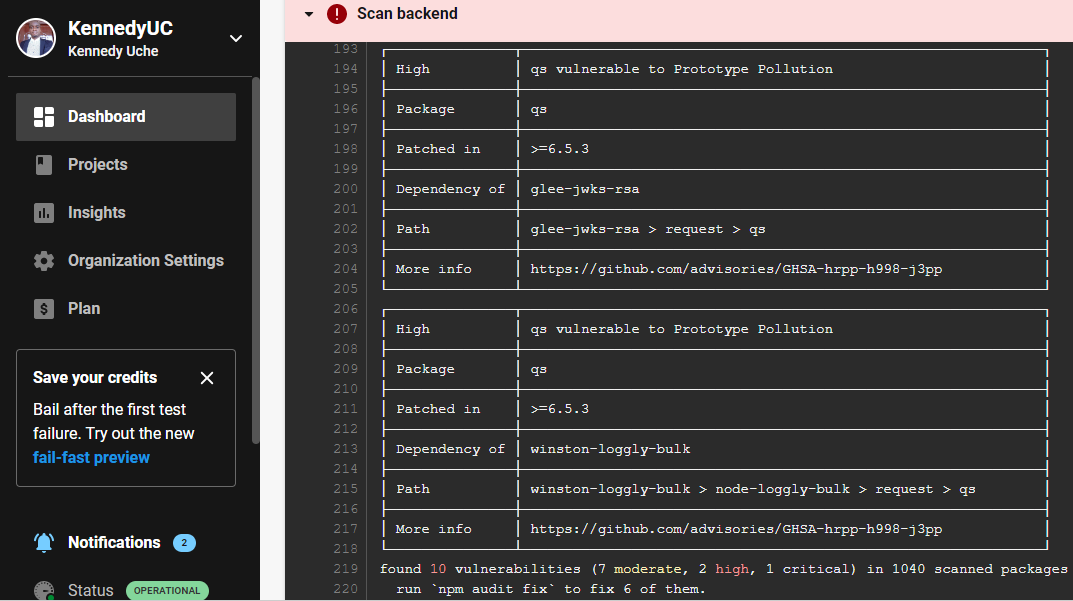 KennedyUC
Kennedy Uche
Dashboard
Projects
Insights
Organization Settings
Plan
Save your credits
Bail after the first test
failure. Try out the new
fail-fast preview
Notifications 2
Status OPERATIONAL
Scan backend
193
194 High qs vulnerable to Prototype Pollution
195
196 Package qs
197
198 Patched in >=6.5.3
199
200 Dependency of glee-jwks-rsa
201
202 Path glee-jwks-rsa > request > qs
203
204 More info https://github.com/advisories/GHSA-hrpp-h998-j3pp
205
206
207 High qs vulnerable to Prototype Pollution
208
209 Package qs
210
211 Patched in >=6.5.3
212
213 Dependency of winston-loggly-bulk
214
215 Path winston-loggly-bulk > node-loggly-bulk > request > qs
216
217 More info https://github.com/advisories/GHSA-hrpp-h998-j3pp
218
219 found 10 vulnerabilities (7 moderate, 2 high, 1 critical) in 1040 scanned packages
220 run `npm audit fix` to fix 6 of them.